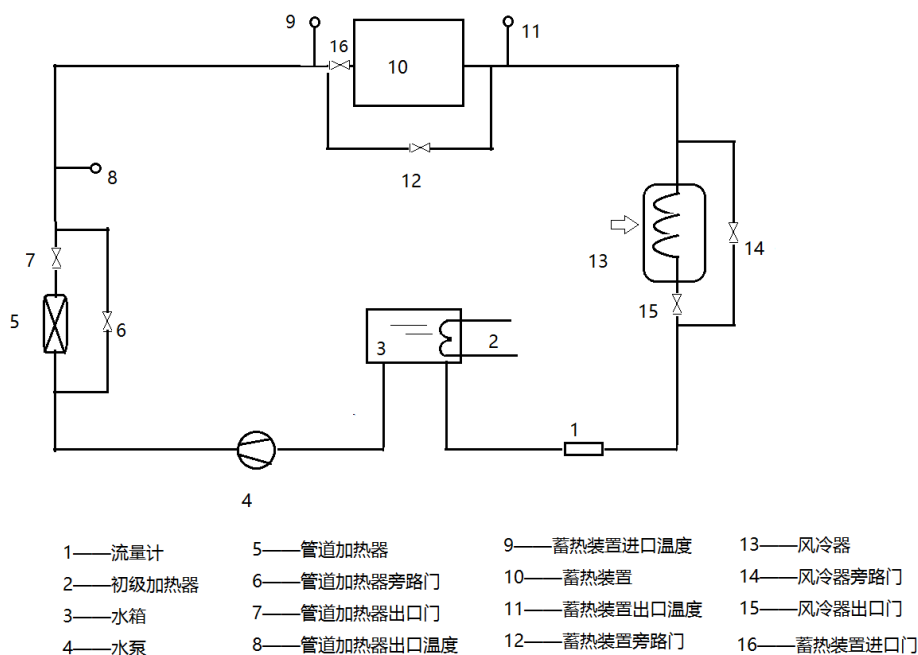 9
16
10
11
8
12
7
13
14
5
6
15
3
2
1
4
1——流量计
2——初级加热器
3——水箱
4——水泵
5——管道加热器
6——管道加热器旁路门
7——管道加热器出口门
8——管道加热器出口温度
9——蓄热装置进口温度
10——蓄热装置
11——蓄热装置出口温度
12——蓄热装置旁路门
13——风冷器
14——风冷器旁路门
15——风冷器出口门
16——蓄热装置进口门